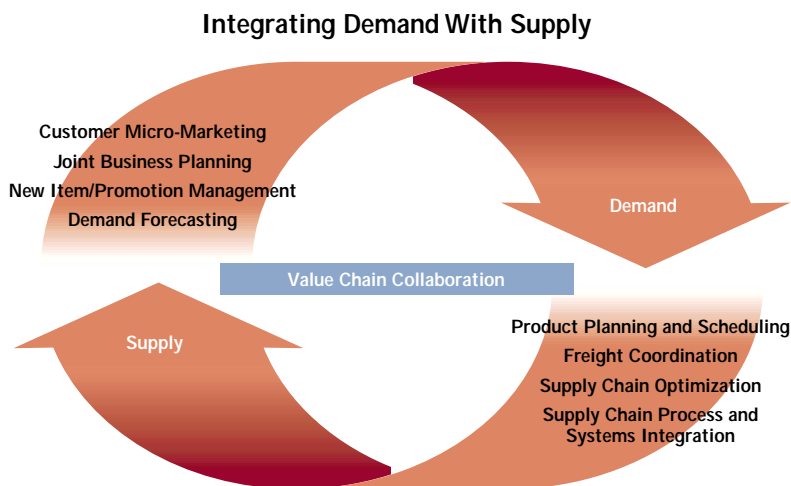 Integrating Demand With Supply
Customer Micro-Marketing
Joint Business Planning
New Item/Promotion Management
Demand Forecasting
Demand
Value Chain Collaboration
Supply
Product Planning and Scheduling
Freight Coordination
Supply Chain Optimization
Supply Chain Process and
Systems Integration